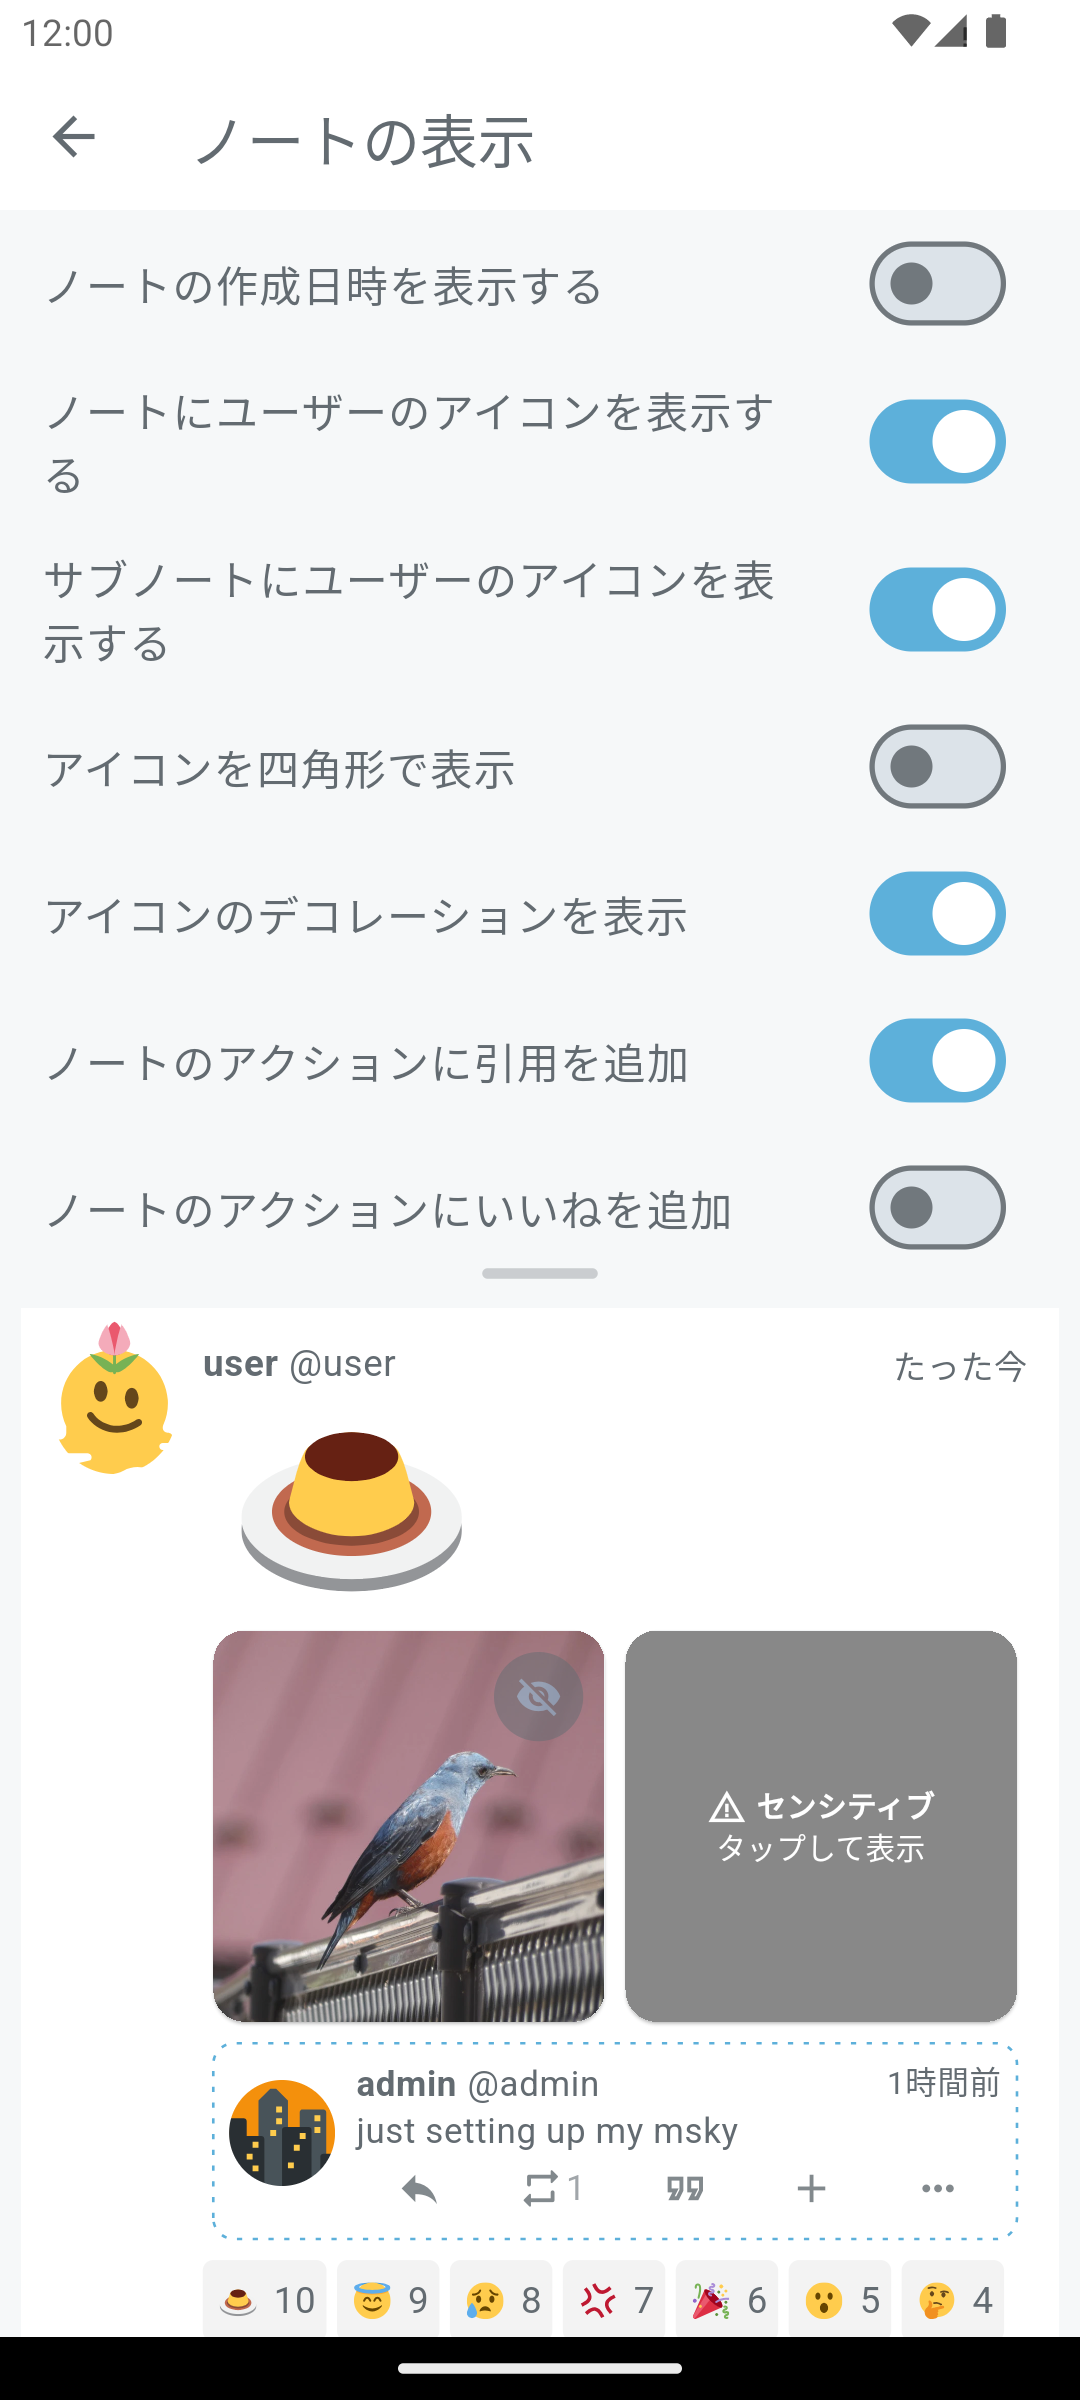 12:00
ノートの表示
ノートの作成日時を表示する
ノートにユーザーのアイコンを表示す
る
サブノートにユーザーのアイコンを表
示する
アイコンを四角形で表示
アイコンのデコレーションを表示
ノートのアクションに引用を追加
ノートのアクションにいいねを追加
user @user たった今
センシティブ
タップして表示
admin @admin 1時間前
just setting up my msky
1
10 9 8 7 6 5 4